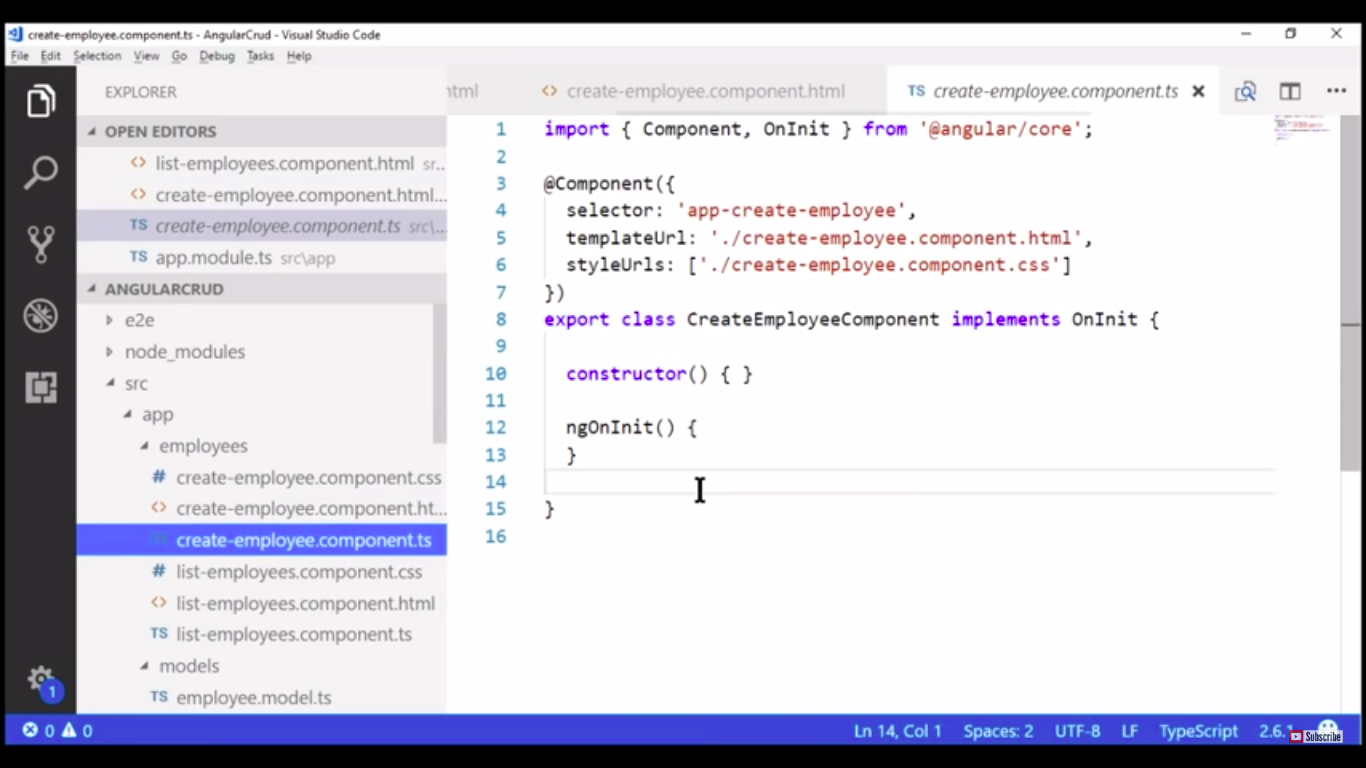 create-employee.component.ts - AngularCrud - Visual Studio Code
File Edit Selection View Go Debug Tasks Help
EXPLORER
OPEN EDITORS
list-employees.component.html sr...
create-employee.component.html...
TS create-employee.component.ts src\...
TS app.module.ts src\app
ANGULARCRUD
e2e
node_modules
src
app
employees
# create-employee.component.css
<> create-employee.component.ht...
create-employee.component.ts
# list-employees.component.css
<> list-employees.component.html
TS list-employees.component.ts
models
TS employee.model.ts
1
html <> create-employee.component.html TS create-employee.component.ts
1 import { Component, OnInit } from '@angular/core';
2
3 @Component({
4 selector: 'app-create-employee',
5 templateUrl: './create-employee.component.html',
6 styleUrls: ['./create-employee.component.css']
7 })
8 export class CreateEmployeeComponent implements OnInit {
9
10 constructor() { }
11
12 ngOnInit() {
13 }
14
15 }
16
0 0 Ln 14, Col 1 Spaces: 2 UTF-8 LF TypeScript 2.6.
Subscribe